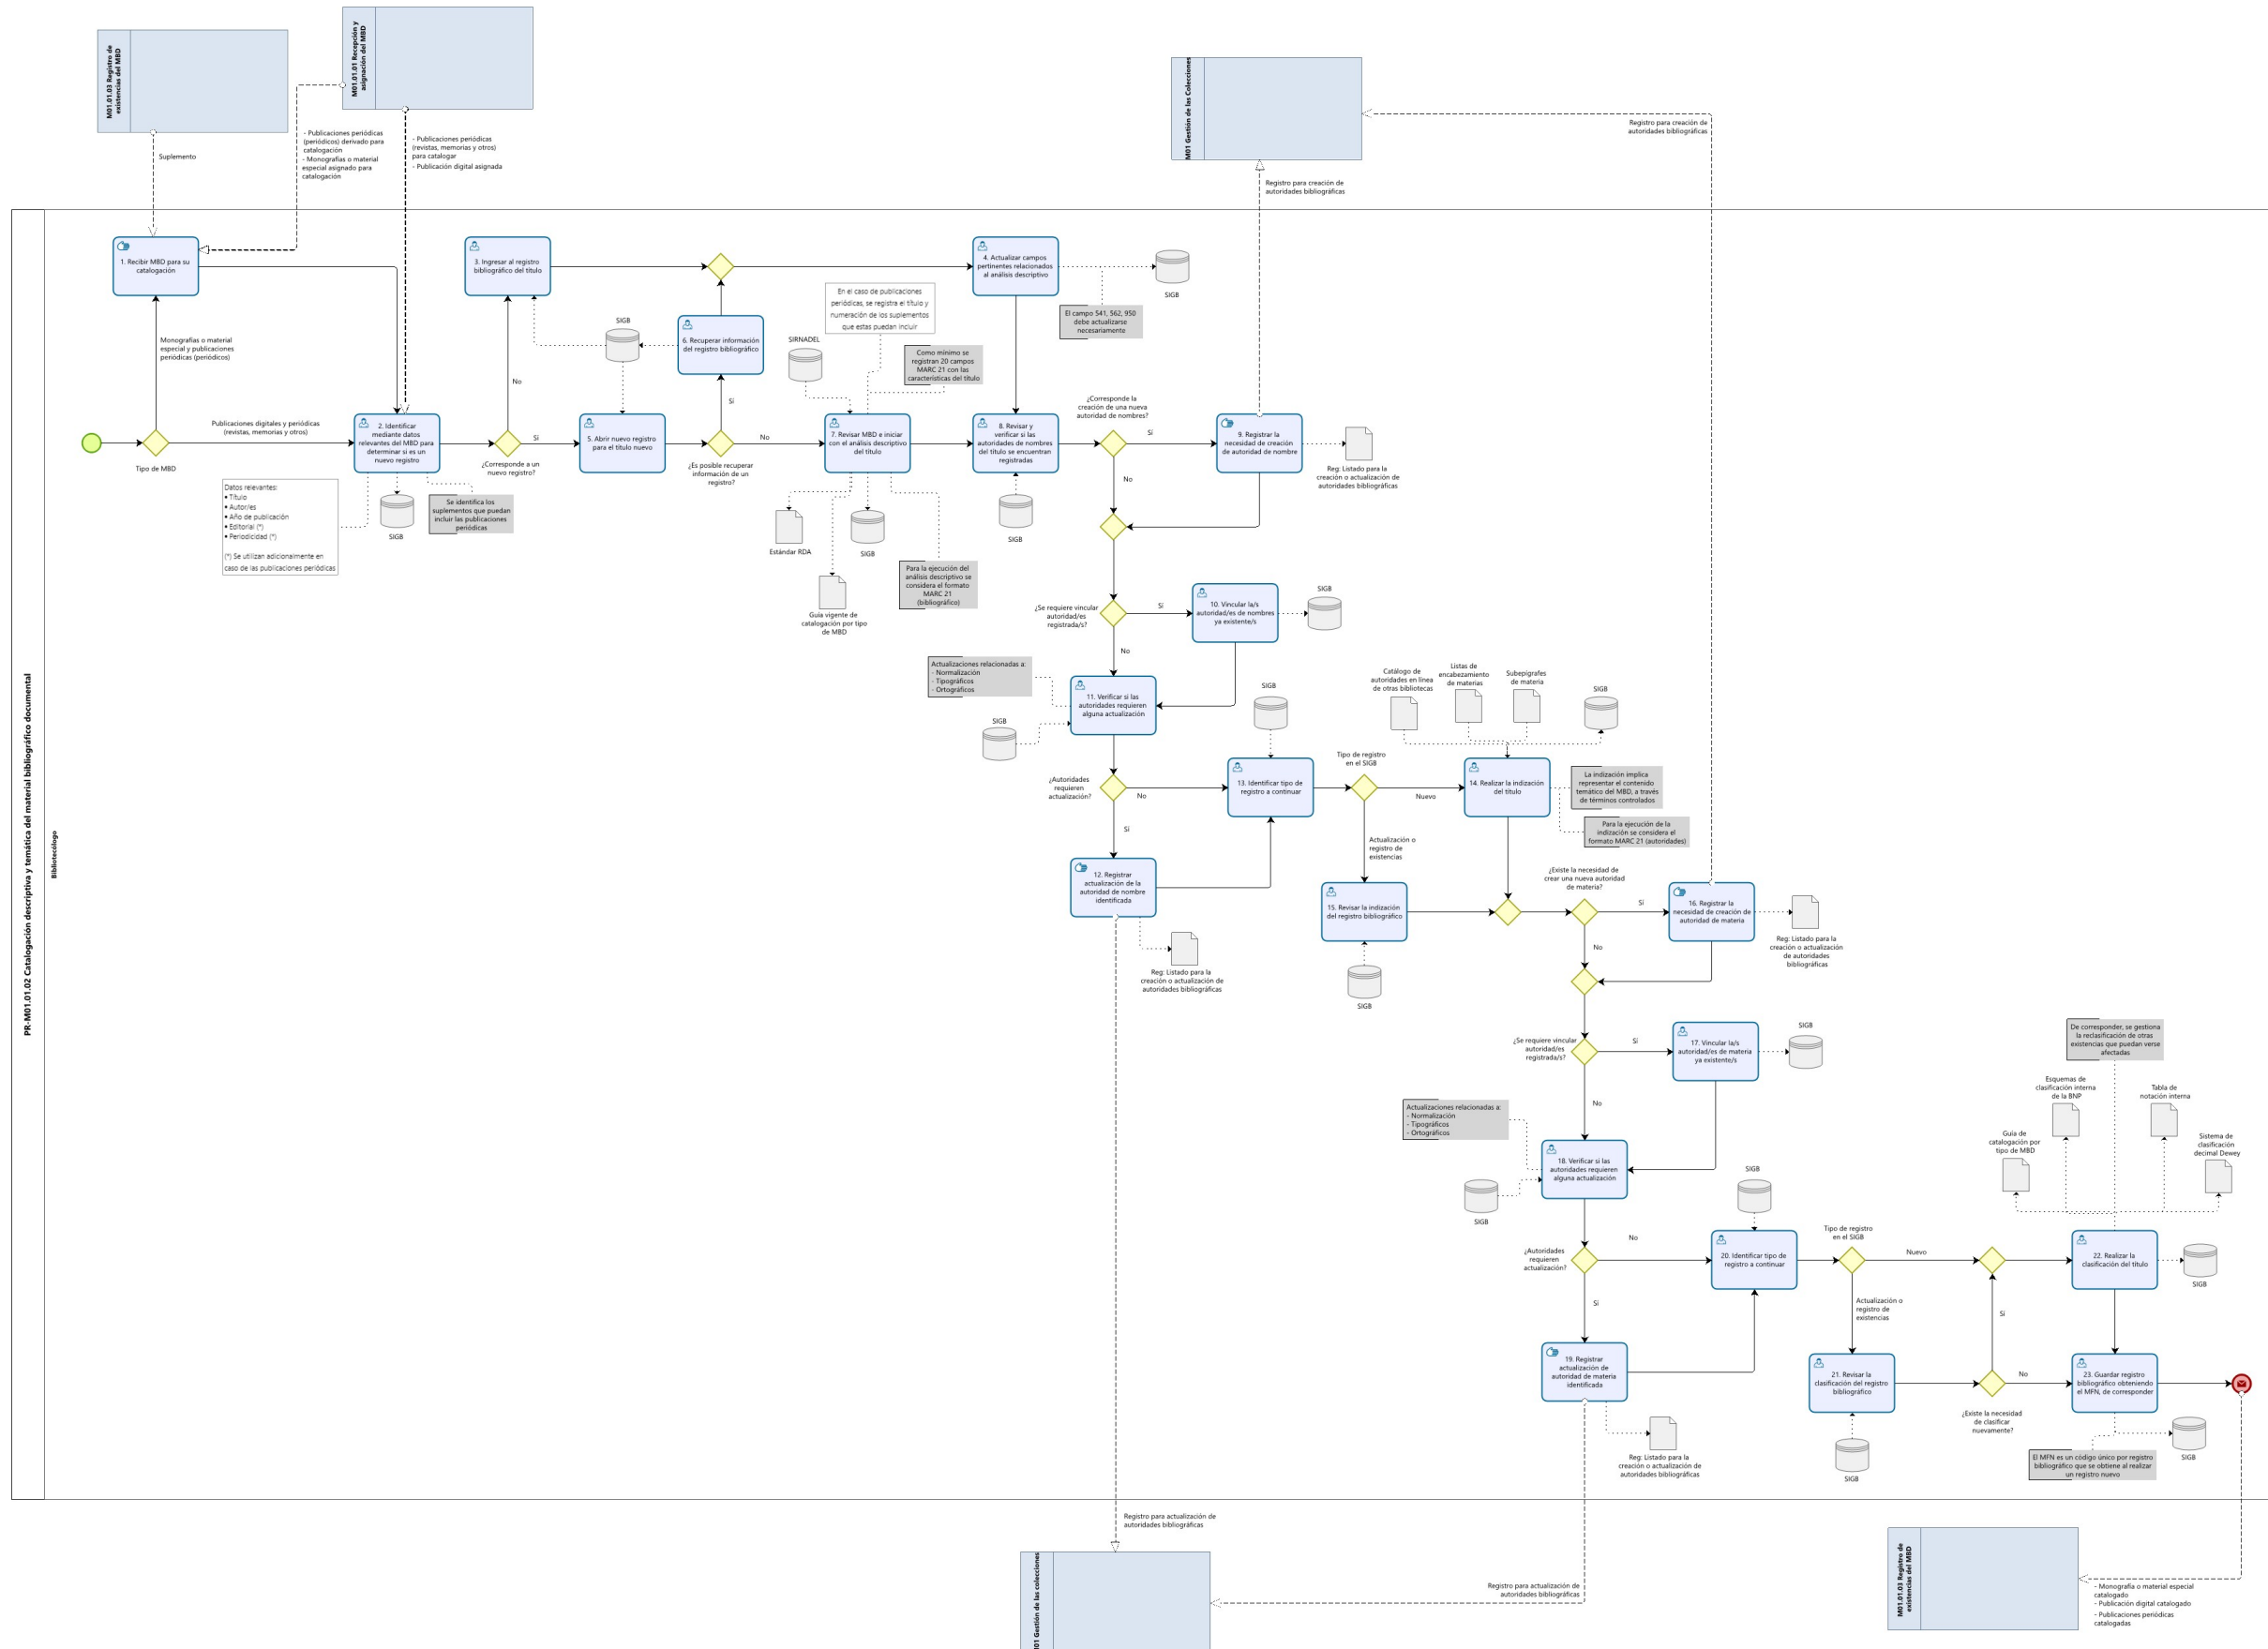 M01.01.03 Registro de
existencias del MBD
M01.01.01 Recepción y
asignación del MBD
M01 Gestión de las Colecciones
Suplemento
- Publicaciones periódicas
(periódicos) derivado para
catalogación
- Monografías o material
especial asignado para
catalogación
- Publicaciones periódicas
(revistas, memorias y otros)
para catalogar
- Publicación digital asignada
Registro para creación de
autoridades bibliográficas
Registro para creación de
autoridades bibliográficas
PR-M01.01.02 Catalogación descriptiva y temática del material bibliográfico documental
Bibliotecólogo
1. Recibir MBD para su
catalogación
3. Ingresar al registro
bibliográfico del título
4. Actualizar campos
pertinentes relacionados
al análisis descriptivo
SIGB
El campo 541, 562, 950
debe actualizarse
necesariamente
En el caso de publicaciones
periódicas, se registra el título y
numeración de los suplementos
que estas puedan incluir
SIGB
6. Recuperar información
del registro bibliográfico
SIRNADEL
Como mínimo se
registran 20 campos
MARC 21 con las
características del título
Monografías o material
especial y publicaciones
periódicas (periódicos)
No
Sí
¿Corresponde la
creación de una nueva
autoridad de nombres?
Publicaciones digitales y periódicas
(revistas, memorias y otros)
Tipo de MBD
2. Identificar
mediante datos
relevantes del MBD para
determinar si es un
nuevo registro
Sí
¿Corresponde a un
nuevo registro?
5. Abrir nuevo registro
para el título nuevo
¿Es posible recuperar
información de un
registro?
No
7. Revisar MBD e iniciar
con el análisis descriptivo
del título
8. Revisar y
verificar si las
autoridades de nombres
del título se encuentran
registradas
Sí
9. Registrar la
necesidad de creación
de autoridad de nombre
Reg: Listado para la
creación o actualización de
autoridades bibliográficas
No
Datos relevantes:
• Título
• Autor/es
• Año de publicación
• Editorial (*)
• Periodicidad (*)
(*) Se utilizan adicionalmente en
caso de las publicaciones periódicas
SIGB
Se identifica los
suplementos que puedan
incluir las publicaciones
periódicas
Estándar RDA
SIGB
SIGB
Guía vigente de
catalogación por tipo
de MBD
Para la ejecución del
análisis descriptivo se
considera el formato
MARC 21
(bibliográfico)
¿Se requiere vincular
autoridad/es
registrada/s?
Sí
10. Vincular la/s
autoridad/es de nombres
ya existente/s
SIGB
No
Actualizaciones relacionadas a:
- Normalización
- Tipográficos
- Ortográficos
11. Verificar si las
autoridades requieren
alguna actualización
SIGB
SIGB
Catálogo de
autoridades en línea
de otras bibliotecas
Listas de
encabezamiento
de materias
Subepígrafes
de materia
SIGB
¿Autoridades
requieren
actualización?
No
13. Identificar tipo de
registro a continuar
Tipo de registro
en el SIGB
Nuevo
14. Realizar la indización
del título
La indización implica
representar el contenido
temático del MBD, a través
de términos controlados
Para la ejecución de la
indización se considera el
formato MARC 21 (autoridades)
Sí
Actualización o
registro de
existencias
12. Registrar
actualización de la
autoridad de nombre
identificada
Reg: Listado para la
creación o actualización de
autoridades bibliográficas
15. Revisar la indización
del registro bibliográfico
SIGB
¿Existe la necesidad de
crear una nueva autoridad
de materia?
Sí
16. Registrar la
necesidad de creación de
autoridad de materia
Reg: Listado para la
creación o actualización
de autoridades
bibliográficas
No
¿Se requiere vincular
autoridad/es
registrada/s?
Sí
17. Vincular la/s
autoridad/es de materia
ya existente/s
SIGB
No
De corresponder, se gestiona
la reclasificación de otras
existencias que puedan verse
afectadas
Esquemas de
clasificación interna
de la BNP
Tabla de
notación interna
Guía de
catalogación por
tipo de MBD
Sistema de
clasificación
decimal Dewey
Actualizaciones relacionadas a:
- Normalización
- Tipográficos
- Ortográficos
18. Verificar si las
autoridades requieren
alguna actualización
SIGB
SIGB
¿Autoridades
requieren
actualización?
No
20. Identificar tipo de
registro a continuar
Tipo de registro
en el SIGB
Nuevo
22. Realizar la
clasificación del título
SIGB
Sí
Actualización o
registro de
existencias
Sí
19. Registrar
actualización de
autoridad de materia
identificada
Reg: Listado para la
creación o actualización de
autoridades bibliográficas
21. Revisar la
clasificación del registro
bibliográfico
SIGB
¿Existe la necesidad
de clasificar
nuevamente?
No
23. Guardar registro
bibliográfico obteniendo
el MFN, de corresponder
El MFN es un código único por registro
bibliográfico que se obtiene al realizar
un registro nuevo
SIGB
Registro para actualización de
autoridades bibliográficas
M01 Gestión de las colecciones
Registro para actualización de
autoridades bibliográficas
M01.01.03 Registro de
existencias del MBD
- Monografía o material especial
catalogado
- Publicación digital catalogado
- Publicaciones periódicas
catalogadas